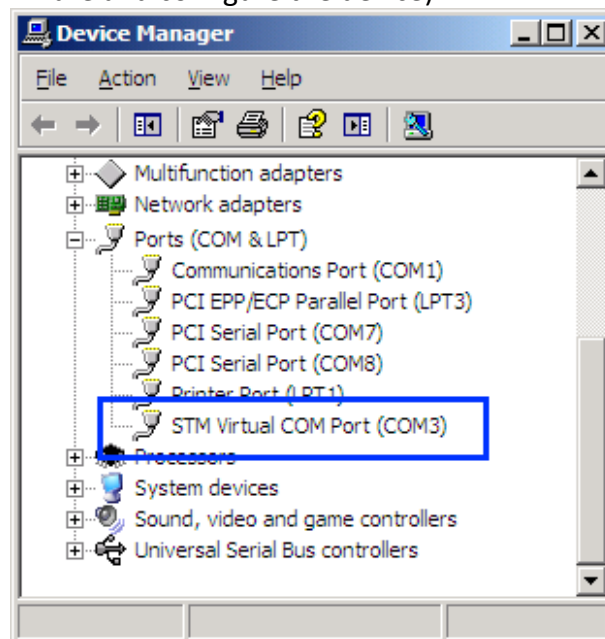 Device Manager
File Action View Help
Multifunction adapters
Network adapters
Ports (COM & LPT)
Communications Port (COM1)
PCI EPP/ECP Parallel Port (LPT3)
PCI Serial Port (COM7)
PCI Serial Port (COM8)
Printer Port (LPT1)
STM Virtual COM Port (COM3)
Processors
System devices
Sound, video and game controllers
Universal Serial Bus controllers